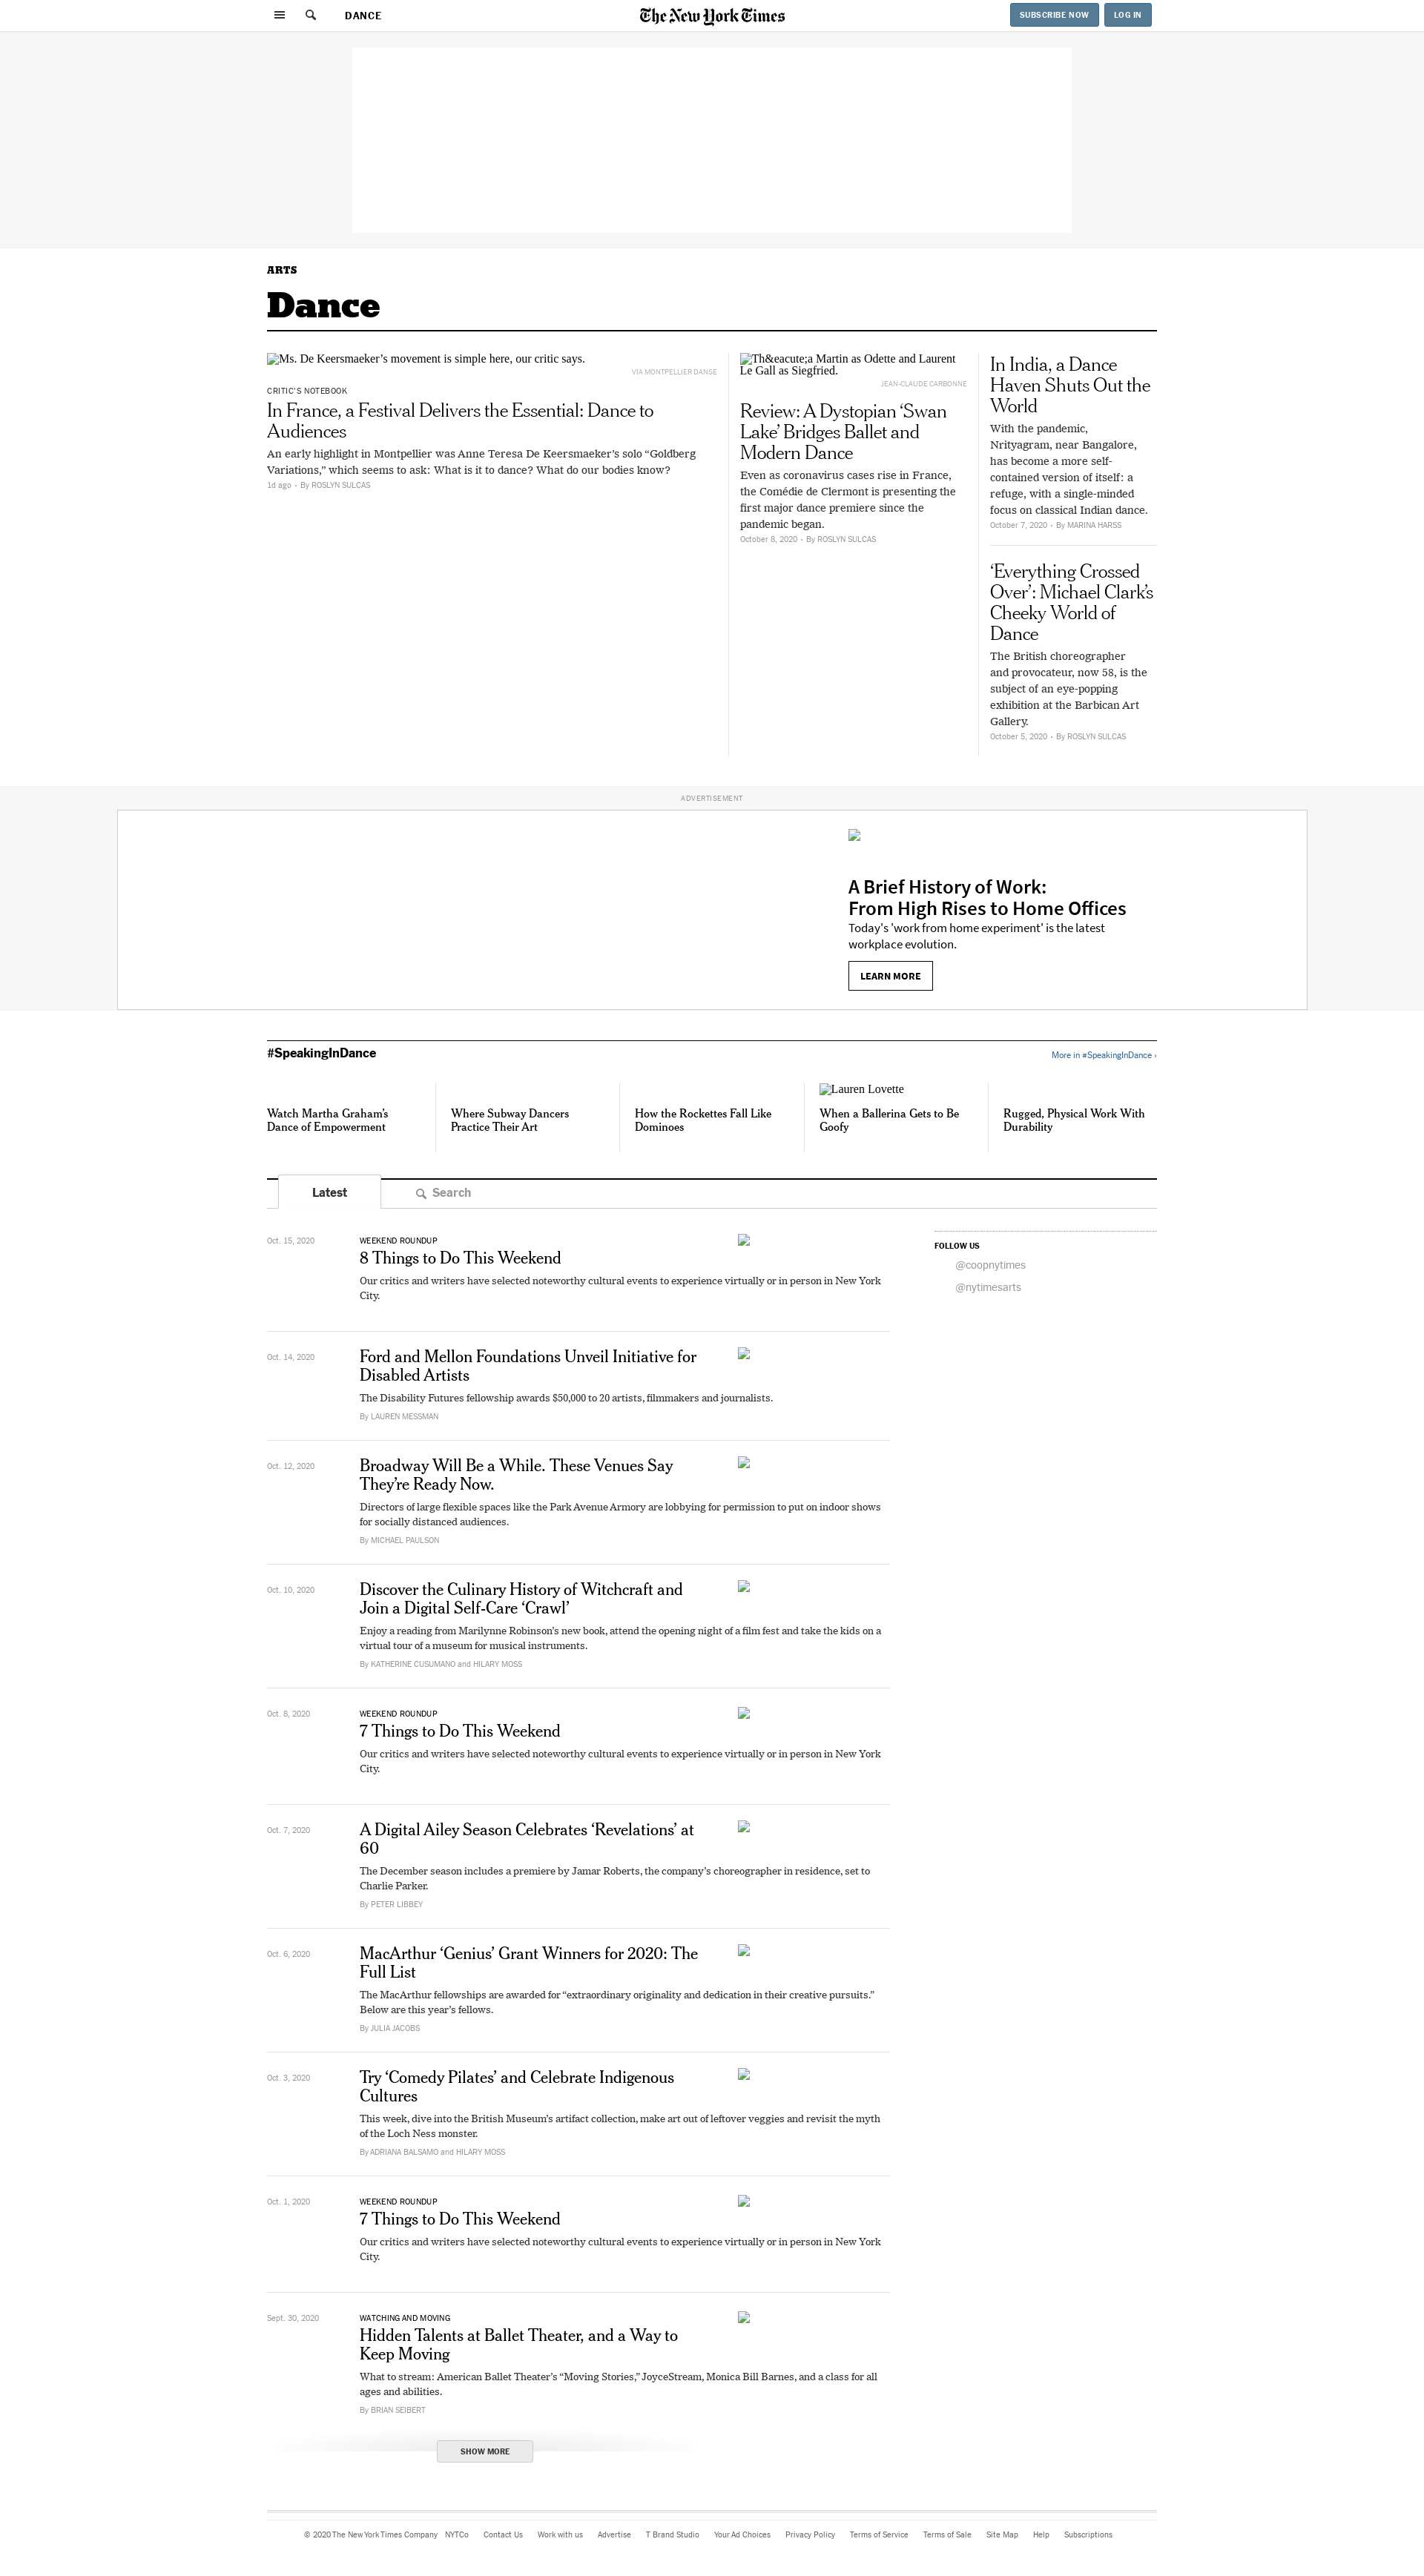 DANCE
The New York Times
SUBSCRIBE NOW
LOG IN
ARTS
Dance
Ms. De Keersmaeker’s movement is simple here, our critic says.
VIA MONTPELLIER DANSE
CRITIC'S NOTEBOOK
In France, a Festival Delivers the Essential: Dance to
Audiences
An early highlight in Montpellier was Anne Teresa De Keersmaeker’s solo “Goldberg
Variations,” which seems to ask: What is it to dance? What do our bodies know?
1d ago • By ROSLYN SULCAS
Th&eacute;a Martin as Odette and Laurent
Le Gall as Siegfried.
JEAN-CLAUDE CARBONNE
Review: A Dystopian ‘Swan
Lake’ Bridges Ballet and
Modern Dance
Even as coronavirus cases rise in France,
the Comédie de Clermont is presenting the
first major dance premiere since the
pandemic began.
October 8, 2020 • By ROSLYN SULCAS
In India, a Dance
Haven Shuts Out the
World
With the pandemic,
Nrityagram, near Bangalore,
has become a more self-
contained version of itself: a
refuge, with a single-minded
focus on classical Indian dance.
October 7, 2020 • By MARINA HARSS
‘Everything Crossed
Over’: Michael Clark’s
Cheeky World of
Dance
The British choreographer
and provocateur, now 58, is the
subject of an eye-popping
exhibition at the Barbican Art
Gallery.
October 5, 2020 • By ROSLYN SULCAS
ADVERTISEMENT
A Brief History of Work:
From High Rises to Home Offices
Today's 'work from home experiment' is the latest
workplace evolution.
LEARN MORE
#SpeakingInDance
More in #SpeakingInDance ›
Watch Martha Graham’s
Dance of Empowerment
Where Subway Dancers
Practice Their Art
How the Rockettes Fall Like
Dominoes
Lauren Lovette
When a Ballerina Gets to Be
Goofy
Rugged, Physical Work With
Durability
Latest
Search
FOLLOW US
@coopnytimes
@nytimesarts
Oct. 15, 2020
WEEKEND ROUNDUP
8 Things to Do This Weekend
Our critics and writers have selected noteworthy cultural events to experience virtually or in person in New York
City.
Oct. 14, 2020
Ford and Mellon Foundations Unveil Initiative for
Disabled Artists
The Disability Futures fellowship awards $50,000 to 20 artists, filmmakers and journalists.
By LAUREN MESSMAN
Oct. 12, 2020
Broadway Will Be a While. These Venues Say
They’re Ready Now.
Directors of large flexible spaces like the Park Avenue Armory are lobbying for permission to put on indoor shows
for socially distanced audiences.
By MICHAEL PAULSON
Oct. 10, 2020
Discover the Culinary History of Witchcraft and
Join a Digital Self-Care ‘Crawl’
Enjoy a reading from Marilynne Robinson’s new book, attend the opening night of a film fest and take the kids on a
virtual tour of a museum for musical instruments.
By KATHERINE CUSUMANO and HILARY MOSS
Oct. 8, 2020
WEEKEND ROUNDUP
7 Things to Do This Weekend
Our critics and writers have selected noteworthy cultural events to experience virtually or in person in New York
City.
Oct. 7, 2020
A Digital Ailey Season Celebrates ‘Revelations’ at
60
The December season includes a premiere by Jamar Roberts, the company’s choreographer in residence, set to
Charlie Parker.
By PETER LIBBEY
Oct. 6, 2020
MacArthur ‘Genius’ Grant Winners for 2020: The
Full List
The MacArthur fellowships are awarded for “extraordinary originality and dedication in their creative pursuits.”
Below are this year’s fellows.
By JULIA JACOBS
Oct. 3, 2020
Try ‘Comedy Pilates’ and Celebrate Indigenous
Cultures
This week, dive into the British Museum’s artifact collection, make art out of leftover veggies and revisit the myth
of the Loch Ness monster.
By ADRIANA BALSAMO and HILARY MOSS
Oct. 1, 2020
WEEKEND ROUNDUP
7 Things to Do This Weekend
Our critics and writers have selected noteworthy cultural events to experience virtually or in person in New York
City.
Sept. 30, 2020
WATCHING AND MOVING
Hidden Talents at Ballet Theater, and a Way to
Keep Moving
What to stream: American Ballet Theater’s “Moving Stories,” JoyceStream, Monica Bill Barnes, and a class for all
ages and abilities.
By BRIAN SEIBERT
SHOW MORE
© 2020 The New York Times Company NYTCo Contact Us Work with us Advertise T Brand Studio Your Ad Choices Privacy Policy Terms of Service Terms of Sale Site Map Help Subscriptions